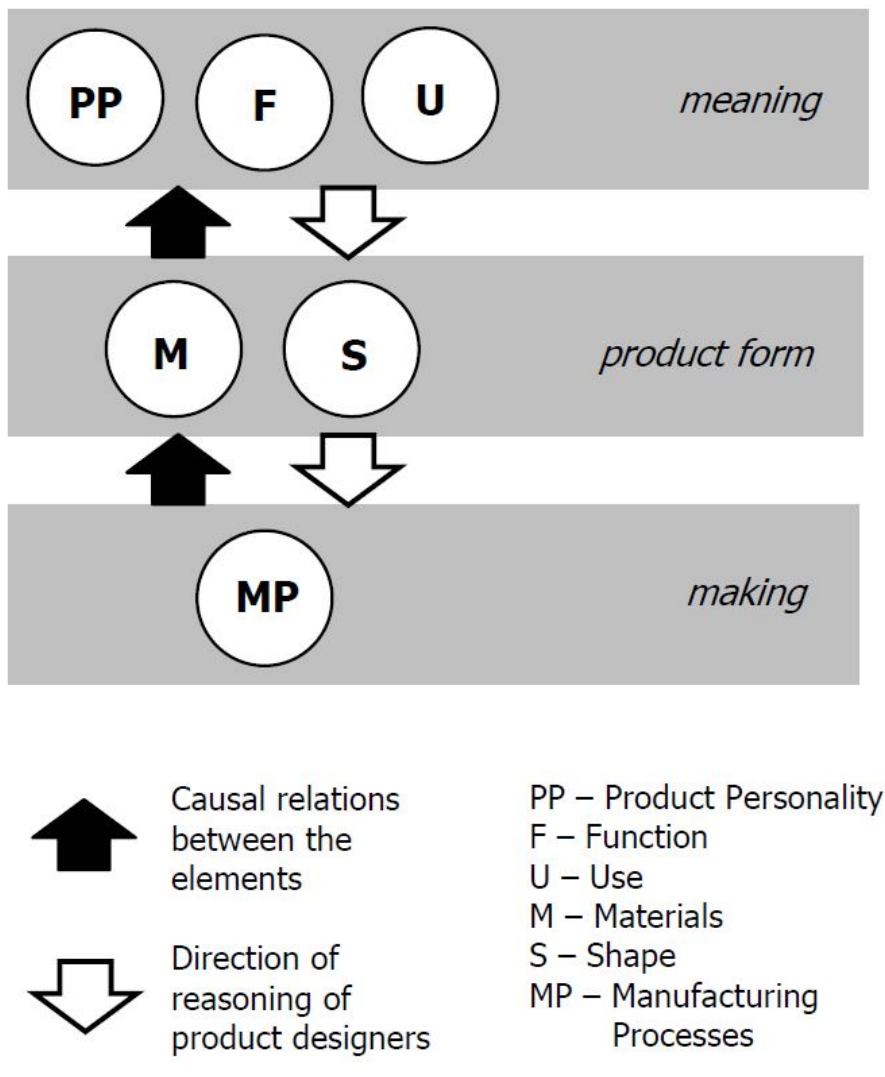 PP
F
U
meaning
M
S
product form
MP
making
Causal relations
between the
elements
Direction of
reasoning of
product designers
PP – Product Personality
F – Function
U – Use
M – Materials
S – Shape
MP – Manufacturing
Processes